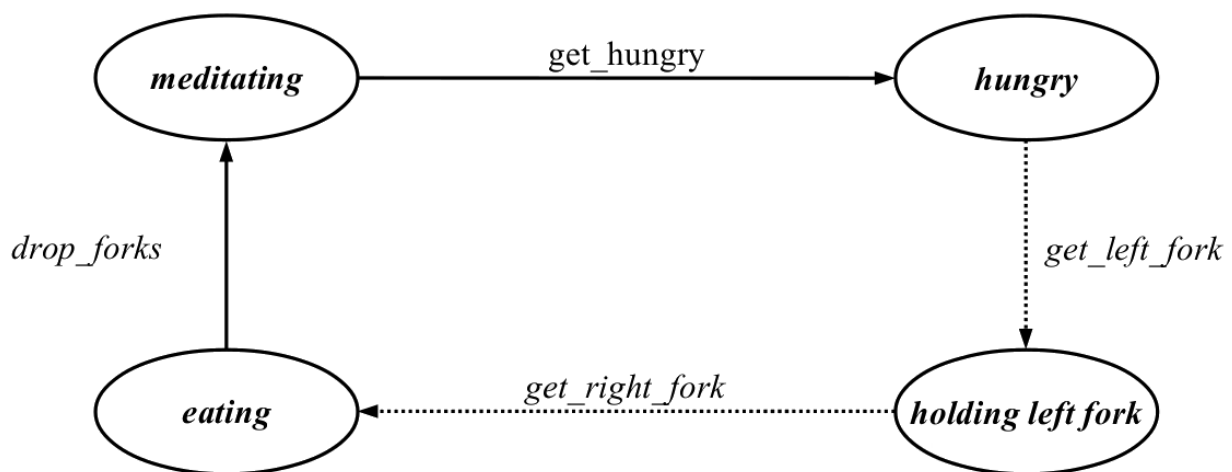 get_hungry
meditating
hungry
drop_forks
get_left_fork
get_right_fork
eating
holding left fork